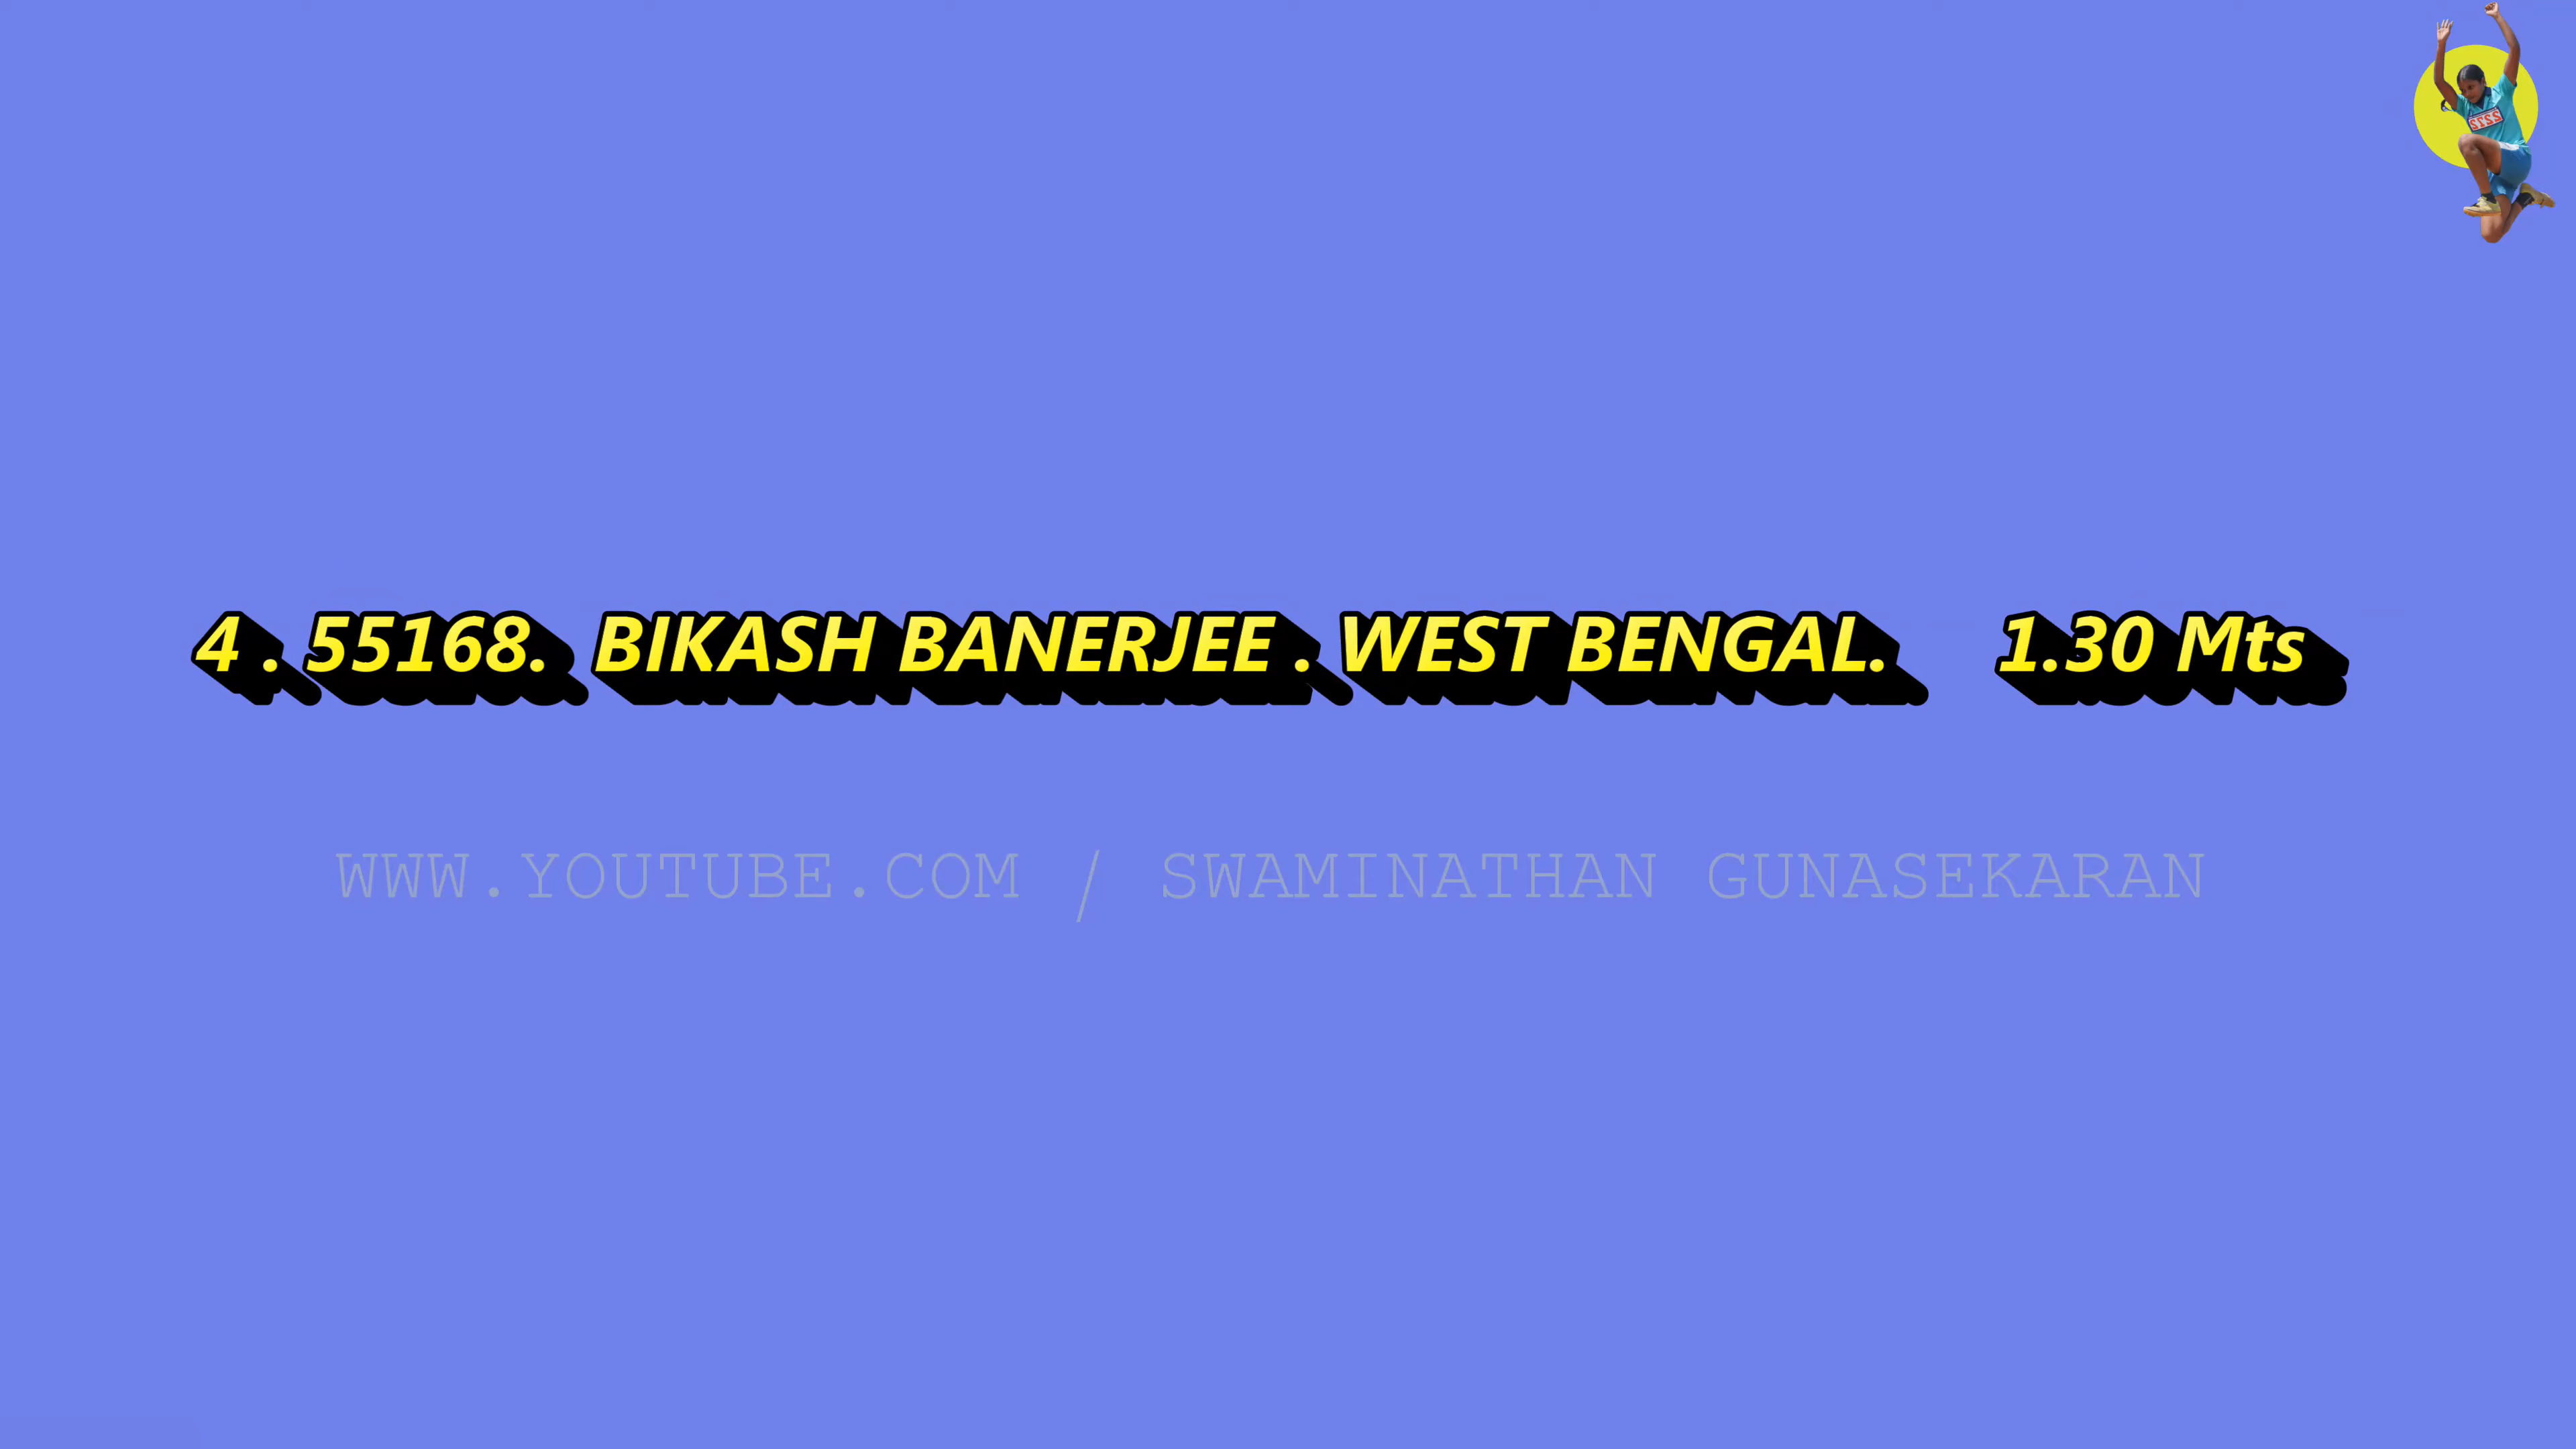 4 . 55168. BIKASH BANERJEE . WEST BENGAL. 1.30 Mts
WWW.YOUTUBE.COM / SWAMINATHAN GUNASEKARAN